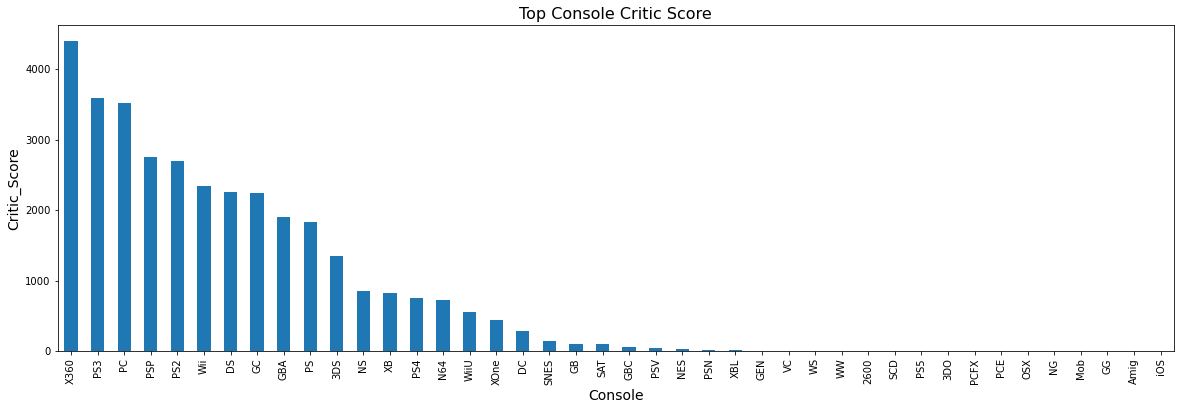 Top Console Critic Score
Critic_Score
4000
3000
2000
1000
0
X360
PS3
PC
PSP
PS2
Wii
DS
GC
GBA
PS
3DS
NS
XB
PS4
N64
WiiU
XOne
DC
SNES
GB
SAT
GBC
PSV
NES
PSN
XBL
GEN
VC
WS
WW
2600
SCD
PS5
3DO
PCFX
PCE
OSX
NG
Mob
GG
Amig
iOS
Console